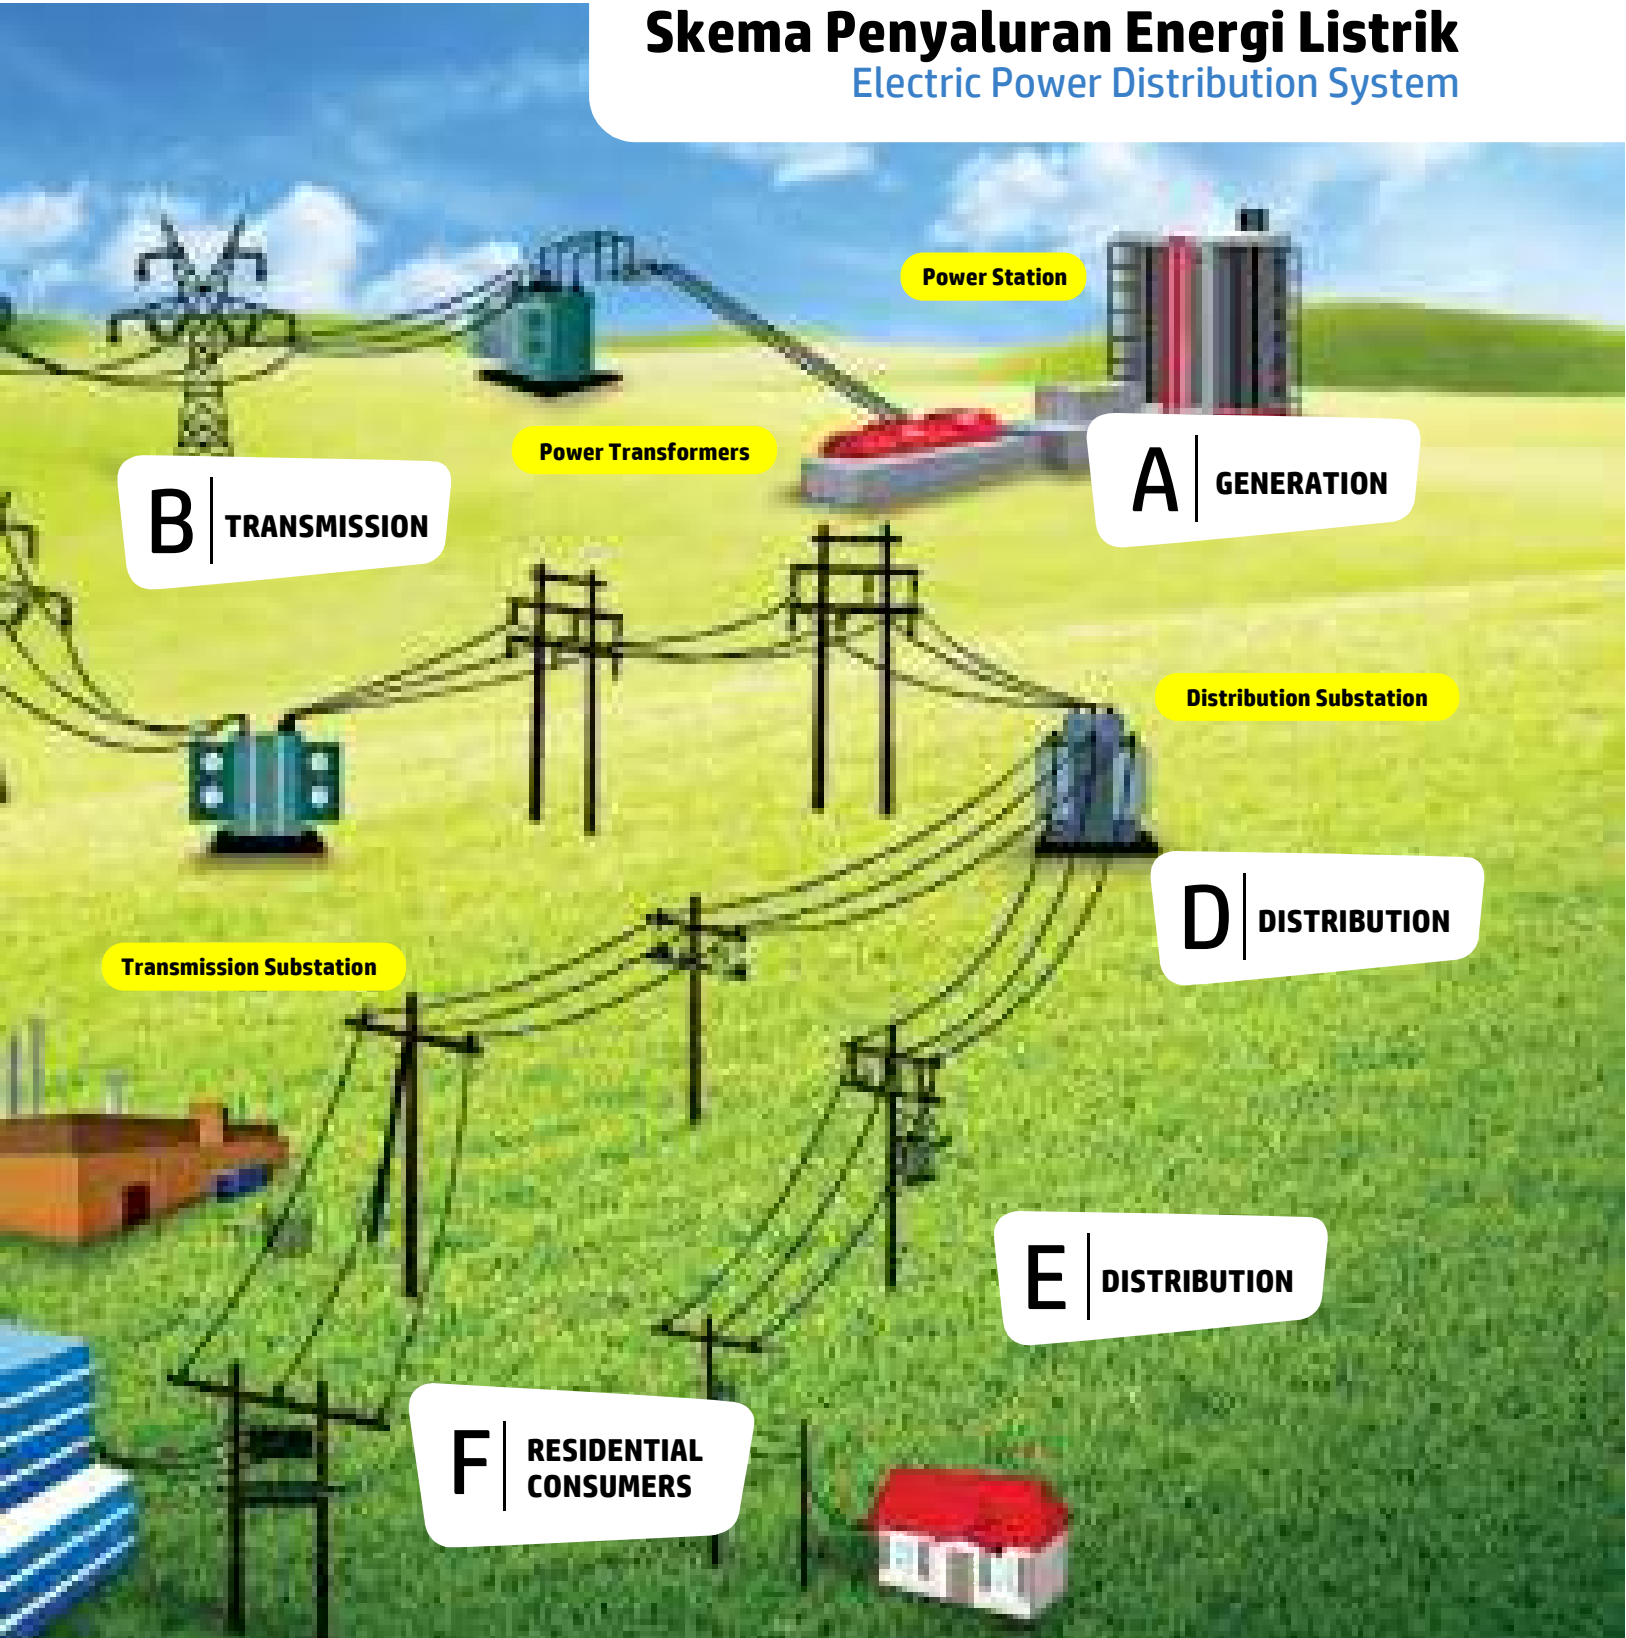 Skema Penyaluran Energi Listrik
Electric Power Distribution System
Power Station
Power Transformers
A
GENERATION
B
TRANSMISSION
Distribution Substation
D
DISTRIBUTION
Transmission Substation
E
DISTRIBUTION
F
RESIDENTIAL
CONSUMERS